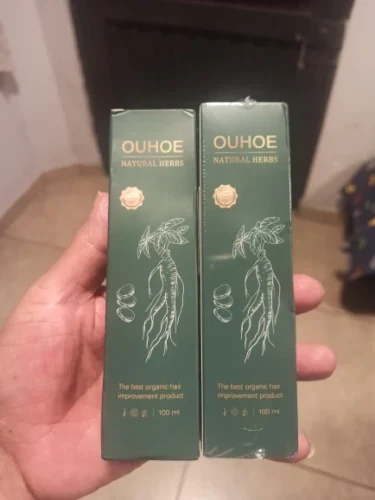 OUHOE
NATURAL HERBS
The best organic hair
improvement product
100 ml
OUHOE
NATURAL HERBS
The best organic hair
improvement product
100 ml